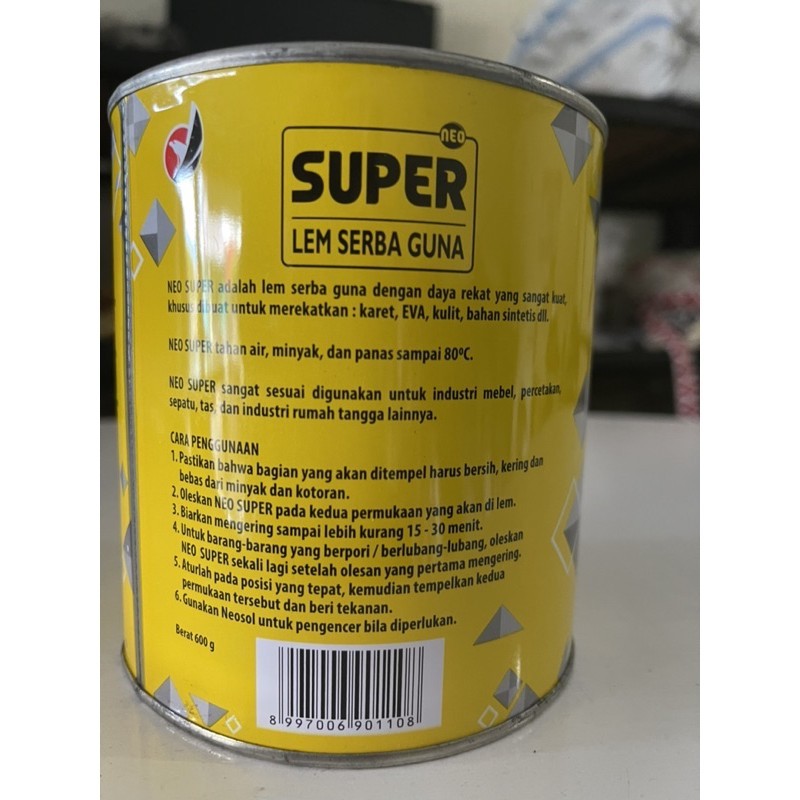 NEO
SUPER
LEM SERBA GUNA
NEO SUPER adalah lem serba guna dengan daya rekat yang sangat kuat,
khusus dibuat untuk merekatkan : karet, EVA, kulit, bahan sintetis dll.
NEO SUPER tahan air, minyak, dan panas sampai 80ºC.
NEO SUPER sangat sesuai digunakan untuk industri mebel, percetakan,
sepatu, tas, dan industri rumah tangga lainnya.
CARA PENGGUNAAN
1. Pastikan bahwa bagian yang akan ditempel harus bersih, kering dan
bebas dari minyak dan kotoran.
2. Oleskan NEO SUPER pada kedua permukaan yang akan di lem.
3. Biarkan mengering sampai lebih kurang 15 - 30 menit.
4. Untuk barang-barang yang berpori / berlubang-lubang, oleskan
NEO SUPER sekali lagi setelah olesan yang pertama mengering.
5. Aturlah pada posisi yang tepat, kemudian tempelkan kedua
permukaan tersebut dan beri tekanan.
6. Gunakan Neosol untuk pengencer bila diperlukan.
Berat 600 g
8 997006 901108